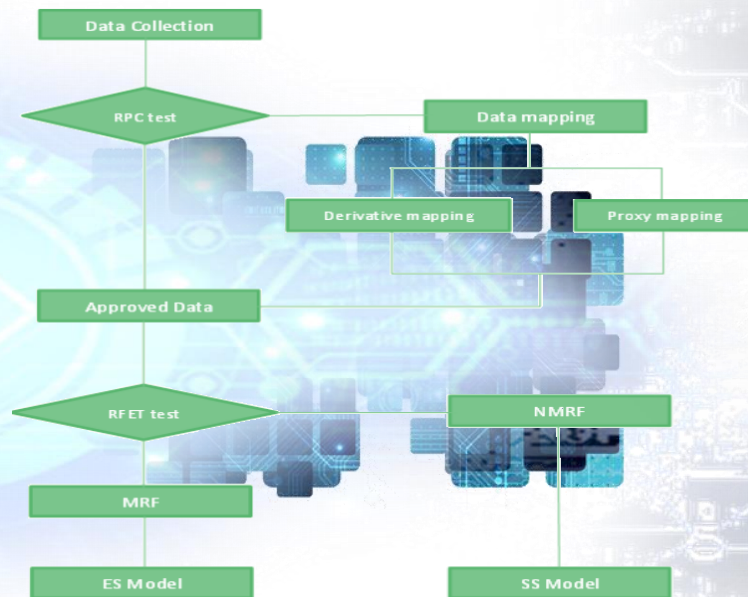 Data Collection
RPC test
Data mapping
Derivative mapping
Proxy mapping
Approved Data
RFET test
NMRF
MRF
ES Model
SS Model